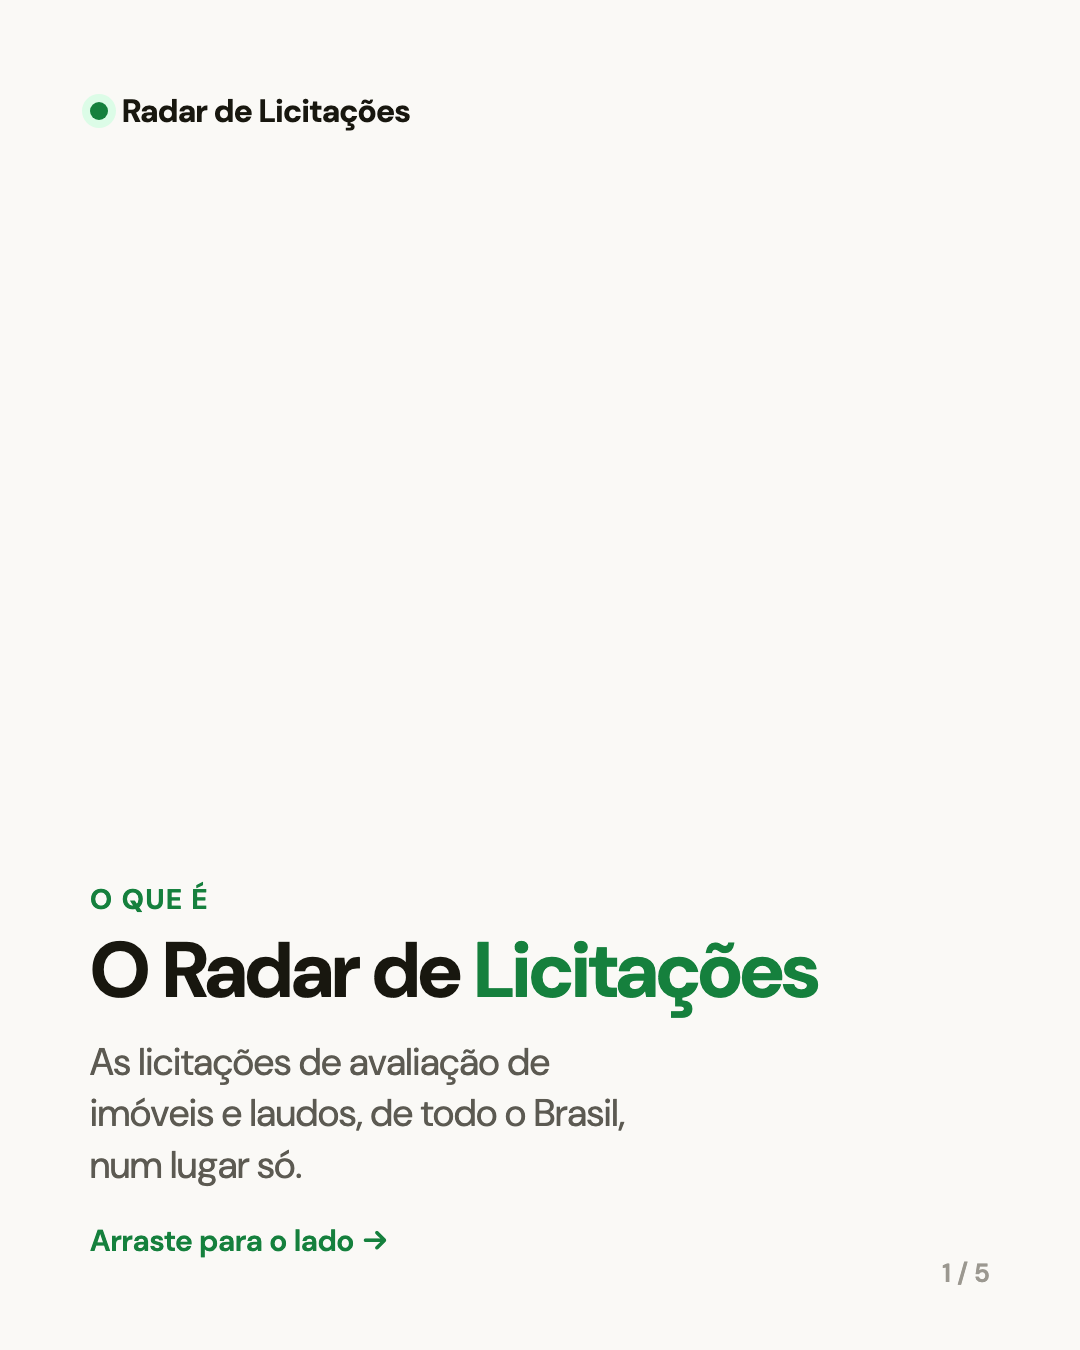 Radar de Licitações
O QUE É
O Radar de Licitações
As licitações de avaliação de
imóveis e laudos, de todo o Brasil,
num lugar só.
Arraste para o lado →
1 / 5